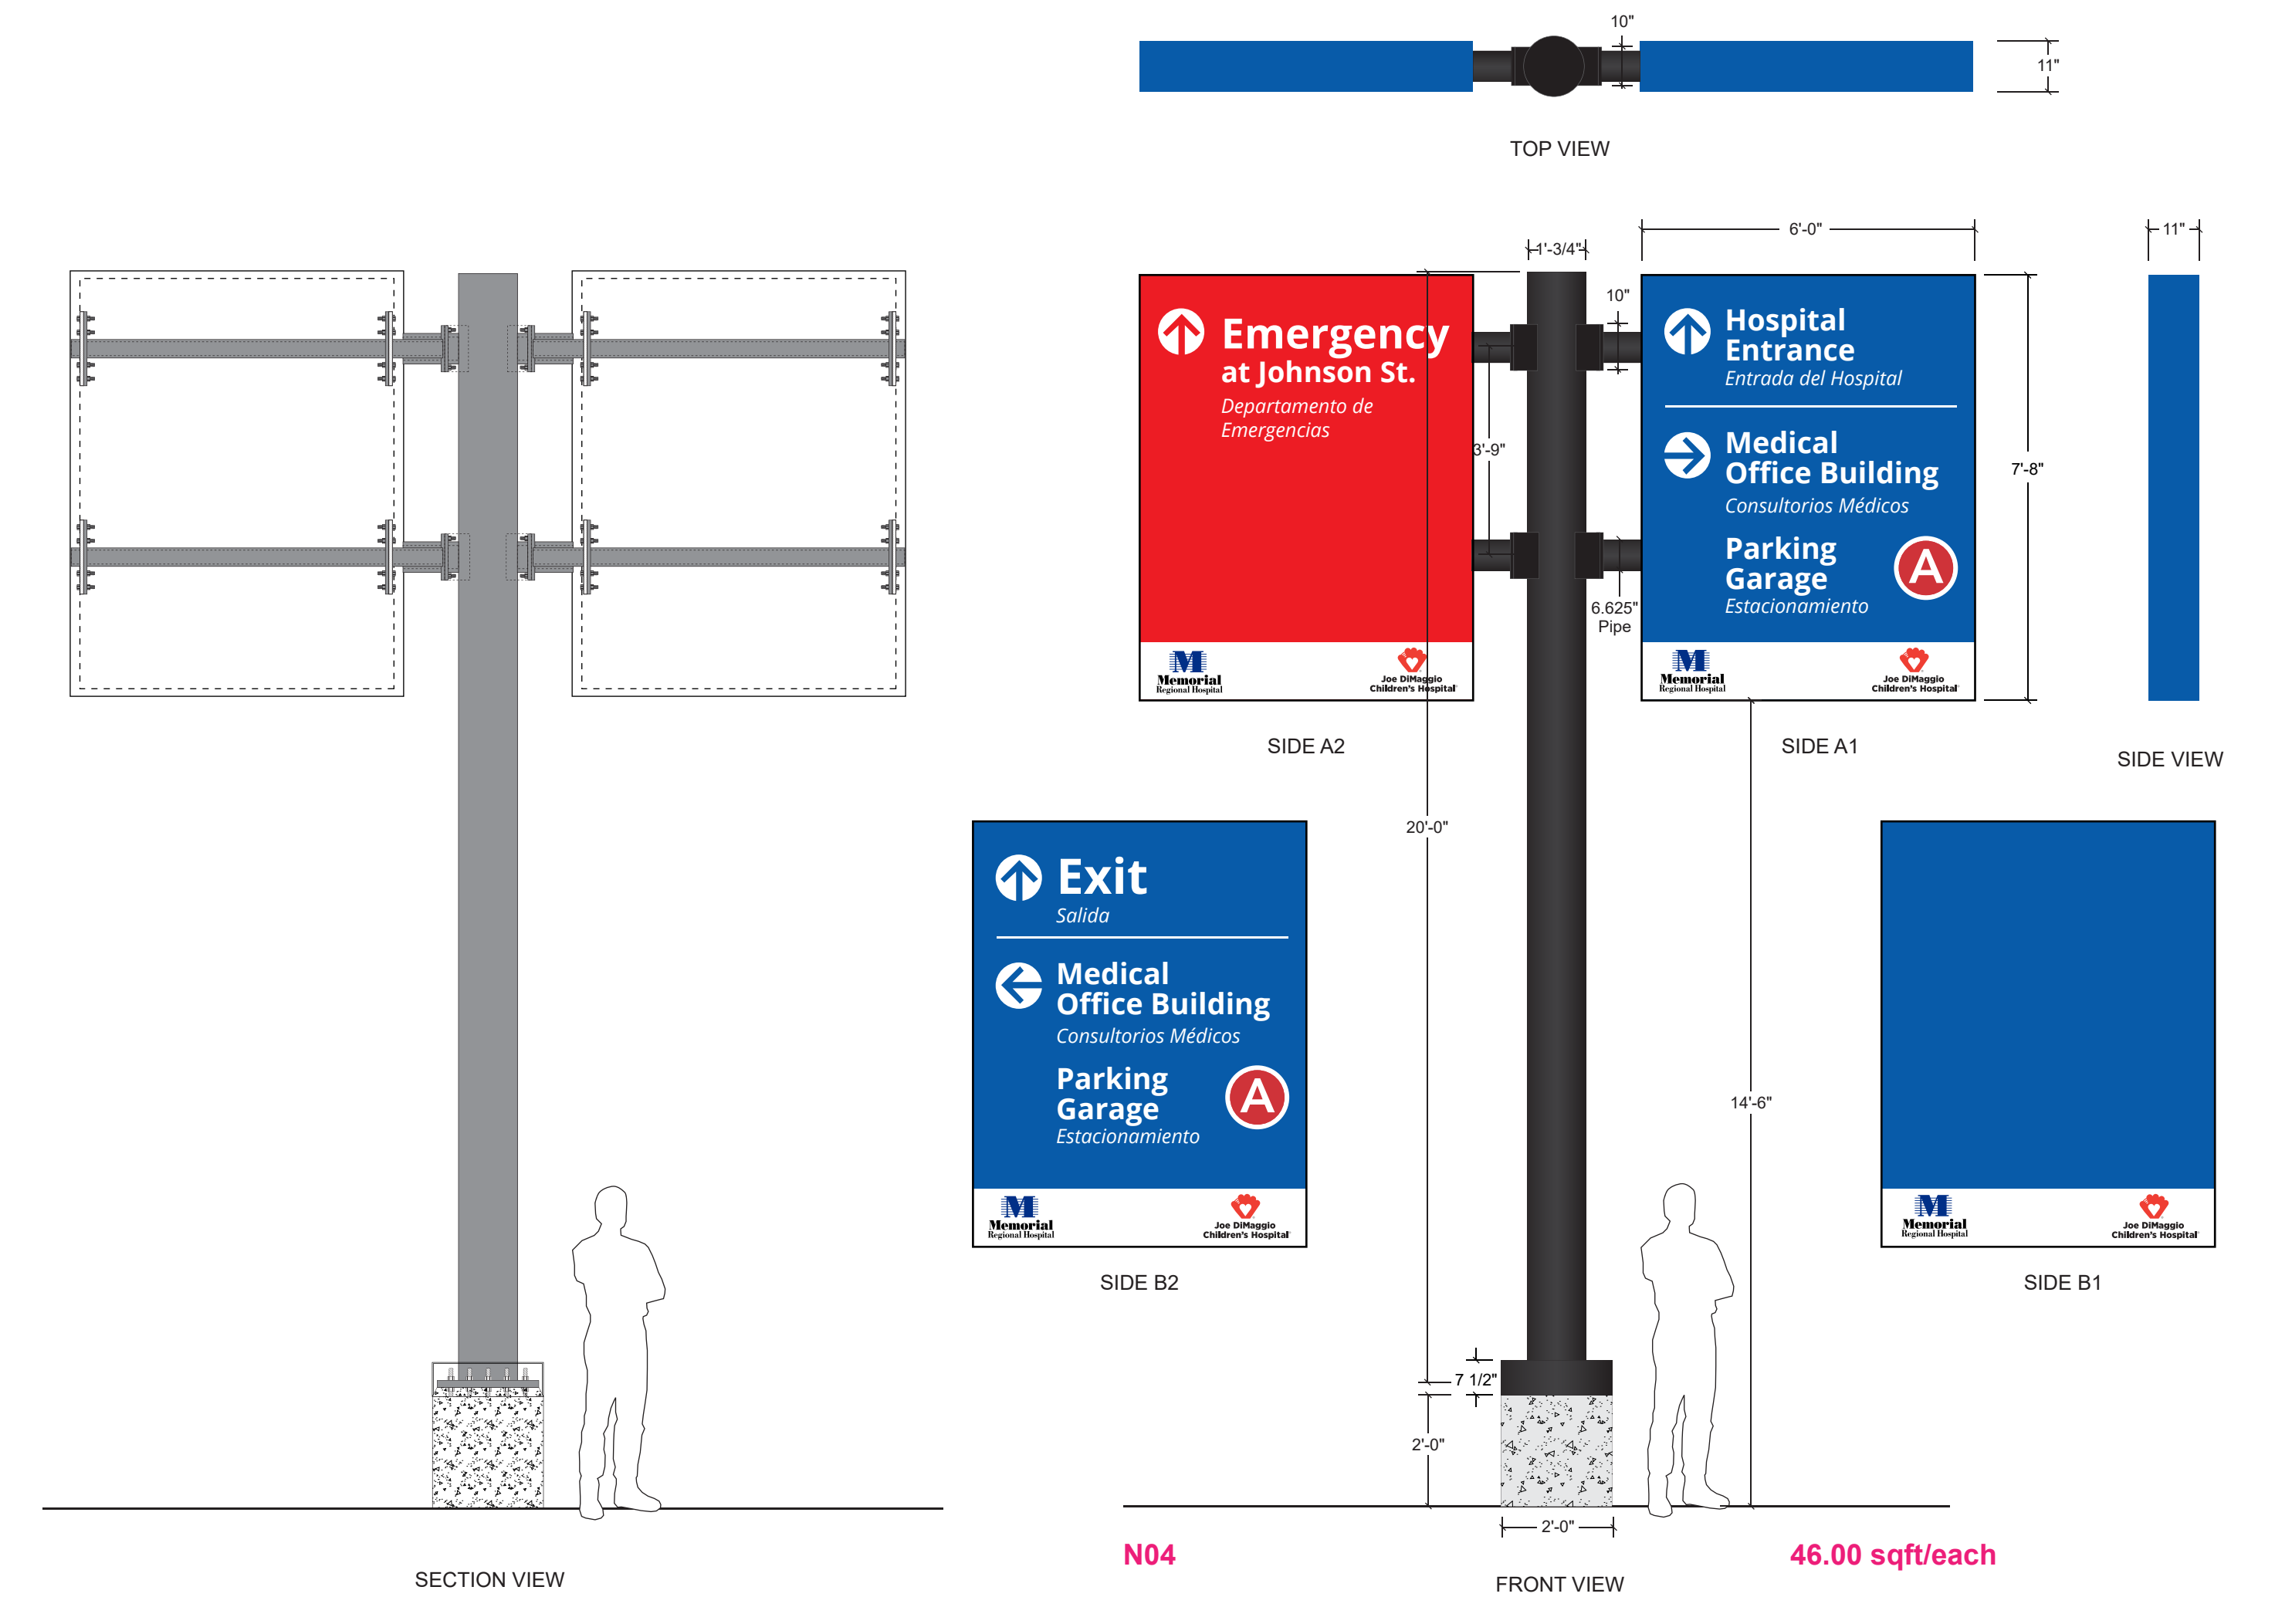 10"
11"
TOP VIEW
1'-3/4"
6'-0"
11"
10"
Emergency
at Johnson St.
Departamento de
Emergencias
3'-9"
6.625"
Pipe
Memorial
Regional Hospital
Joe DiMaggio
Children's Hospital
Hospital
Entrance
Entrada del Hospital
Medical
Office Building
Consultorios Médicos
Parking
Garage
Estacionamiento
A
Memorial
Regional Hospital
Joe DiMaggio
Children's Hospital
7'-8"
SIDE A2
SIDE A1
SIDE VIEW
20'-0"
Exit
Salida
Medical
Office Building
Consultorios Médicos
Parking
Garage
Estacionamiento
A
Memorial
Regional Hospital
Joe DiMaggio
Children's Hospital
SIDE B2
14'-6"
Memorial
Regional Hospital
Joe DiMaggio
Children's Hospital
SIDE B1
7 1/2"
2'-0"
2'-0"
N04
46.00 sqft/each
SECTION VIEW
FRONT VIEW